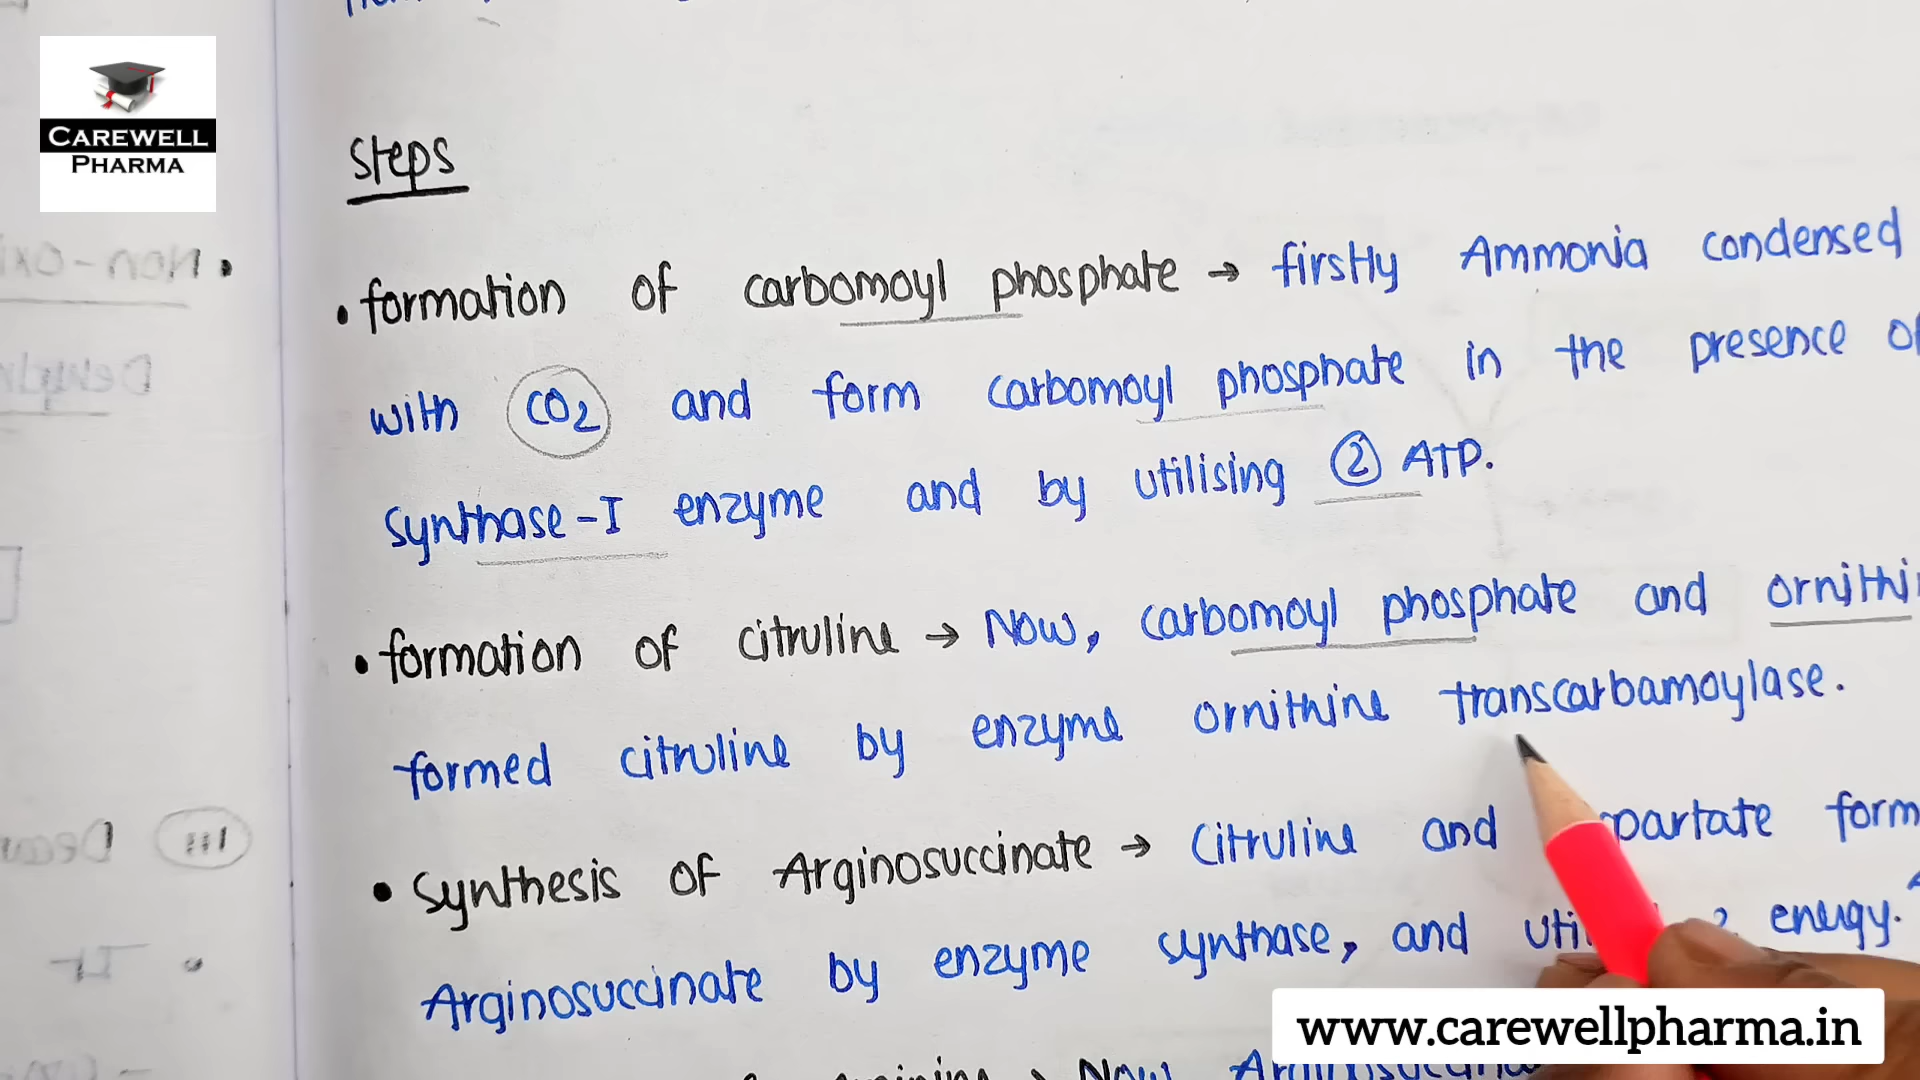 CAREWELL
PHARMA
Steps
• formation of carbomoyl phosphate → firstly Ammonia condensed
with CO2 and form carbomoyl phosphate in the presence of
synthase-I enzyme and by utilising 2 ATP.
• formation of citruline → Now, carbomoyl phosphate and ornithi
formed citruline by enzyme ornithine transcarbamoylase.
• synthesis of Arginosuccinate → citruline and partate form
Arginosuccinate by enzyme synthase, and uti energy.
→ Now
www.carewellpharma.in